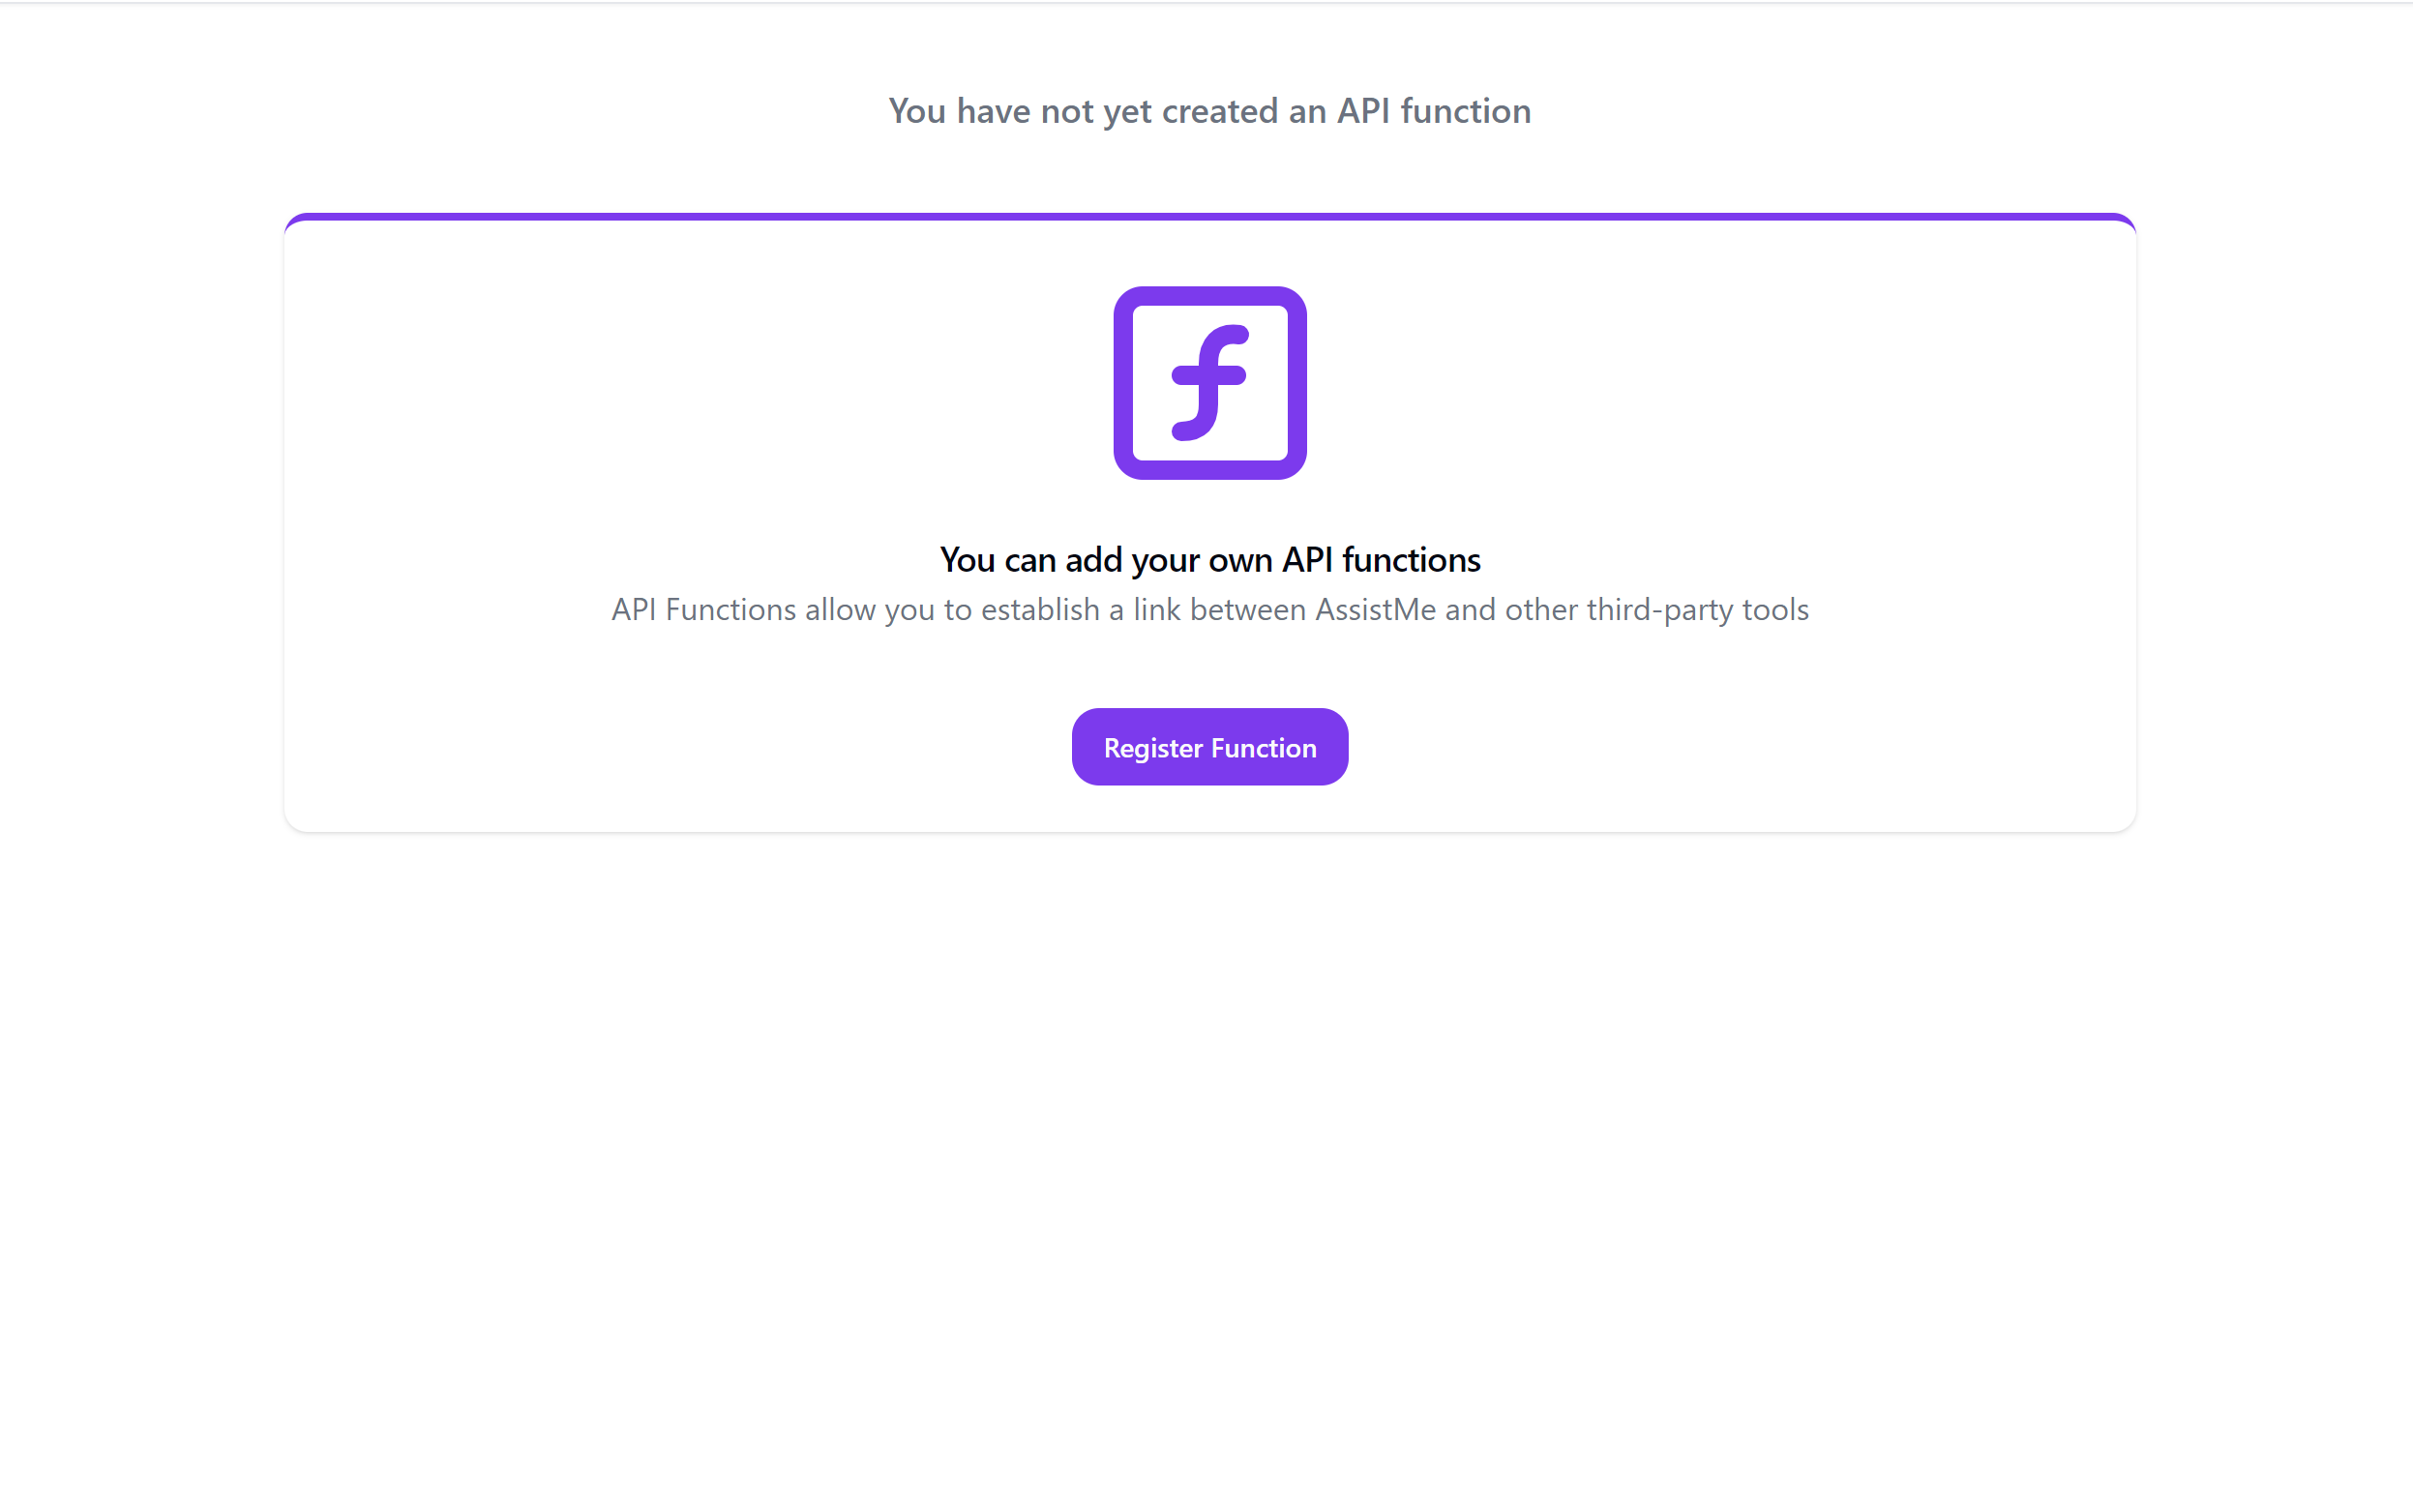 You have not yet created an API function
You can add your own API functions
API Functions allow you to establish a link between AssistMe and other third-party tools
Register Function